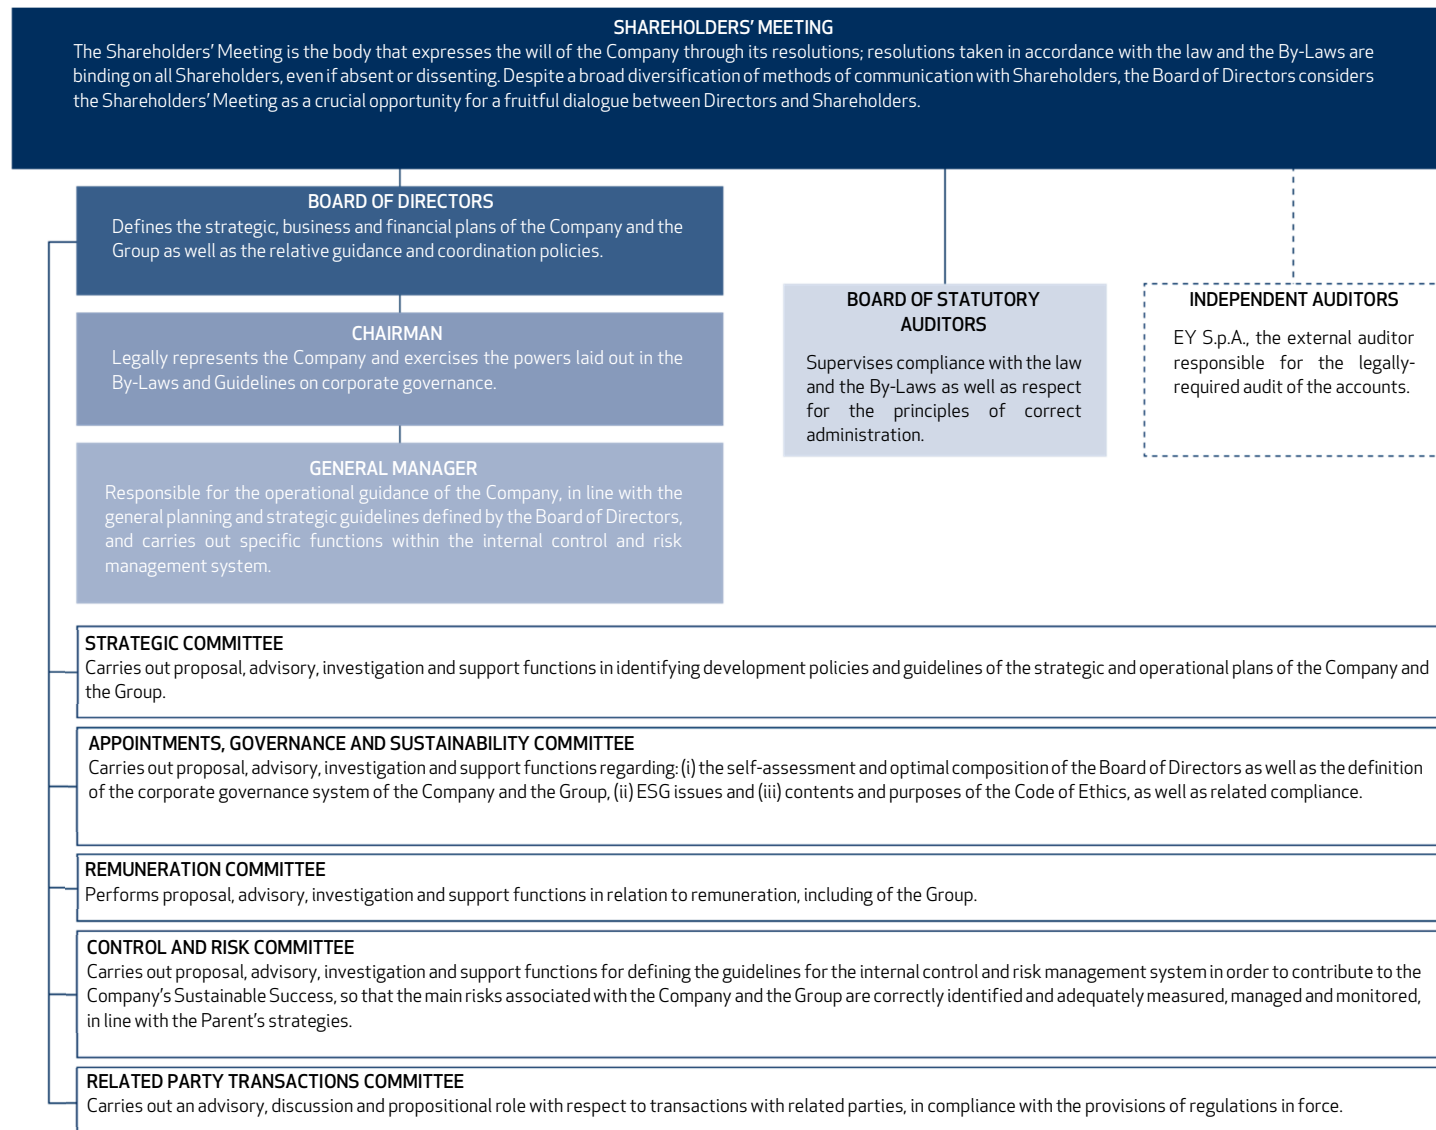 SHAREHOLDERS' MEETING
The Shareholders' Meeting is the body that expresses the will of the Company through its resolutions; resolutions taken in accordance with the law and the By-Laws are
binding on all Shareholders, even if absent or dissenting. Despite a broad diversification of methods of communication with Shareholders, the Board of Directors considers
the Shareholders' Meeting as a crucial opportunity for a fruitful dialogue between Directors and Shareholders.
BOARD OF DIRECTORS
Defines the strategic, business and financial plans of the Company and the
Group as well as the relative guidance and coordination policies.
CHAIRMAN
Legally represents the Company and exercises the powers laid out in the
By-Laws and Guidelines on corporate governance.
GENERAL MANAGER
Responsible for the operational guidance of the Company, in line with the
general planning and strategic guidelines defined by the Board of Directors,
and carries out specific functions within the internal control and risk
management system.
BOARD OF STATUTORY
AUDITORS
Supervises compliance with the law
and the By-Laws as well as respect
for the principles of correct
administration.
INDEPENDENT AUDITORS
EY S.p.A., the external auditor
responsible for the legally-
required audit of the accounts.
STRATEGIC COMMITTEE
Carries out proposal, advisory, investigation and support functions in identifying development policies and guidelines of the strategic and operational plans of the Company and
the Group.
APPOINTMENTS, GOVERNANCE AND SUSTAINABILITY COMMITTEE
Carries out proposal, advisory, investigation and support functions regarding: (i) the self-assessment and optimal composition of the Board of Directors as well as the definition
of the corporate governance system of the Company and the Group, (ii) ESG issues and (iii) contents and purposes of the Code of Ethics, as well as related compliance.
REMUNERATION COMMITTEE
Performs proposal, advisory, investigation and support functions in relation to remuneration, including of the Group.
CONTROL AND RISK COMMITTEE
Carries out proposal, advisory, investigation and support functions for defining the guidelines for the internal control and risk management system in order to contribute to the
Company's Sustainable Success, so that the main risks associated with the Company and the Group are correctly identified and adequately measured, managed and monitored,
in line with the Parent's strategies.
RELATED PARTY TRANSACTIONS COMMITTEE
Carries out an advisory, discussion and propositional role with respect to transactions with related parties, in compliance with the provisions of regulations in force.